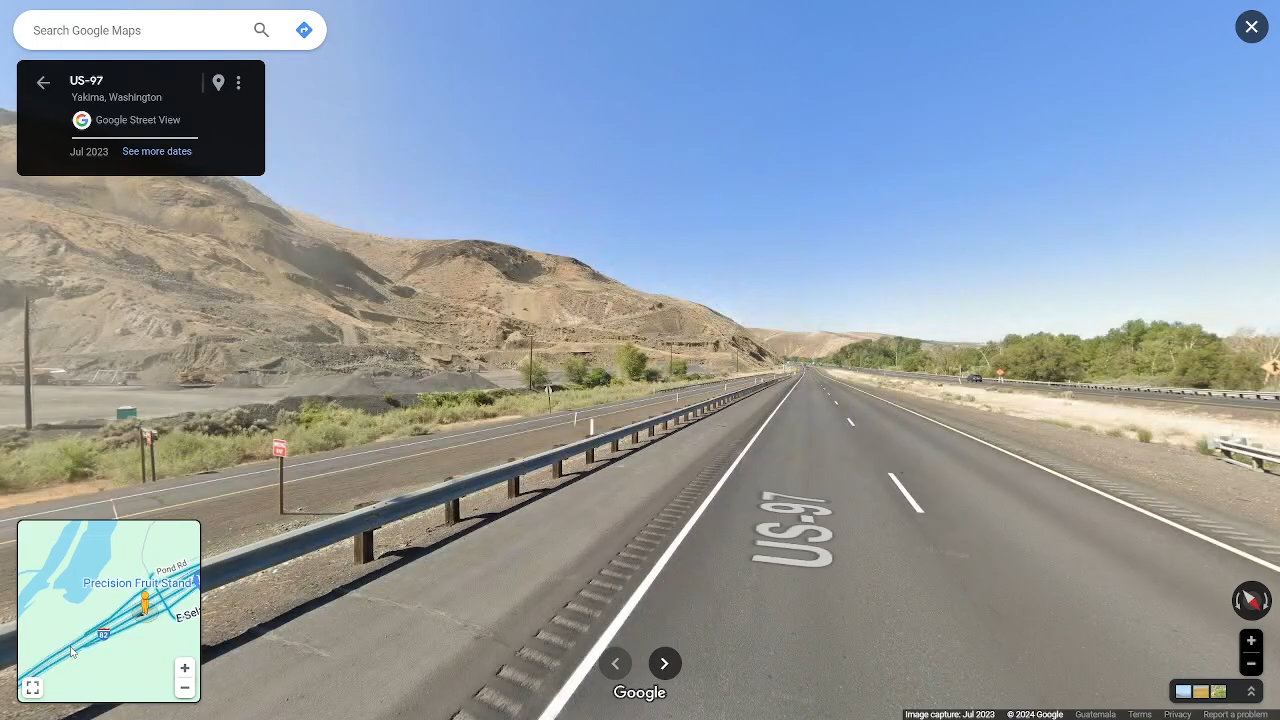 Search Google Maps
US-97
Yakima, Washington
Google Street View
Jul 2023 See more dates
US-97
Pond Rd
Precision Fruit Stand
E Sel
82
Google
Image capture: Jul 2023 © 2024 Google Guatemala Terms Privacy Report a problem